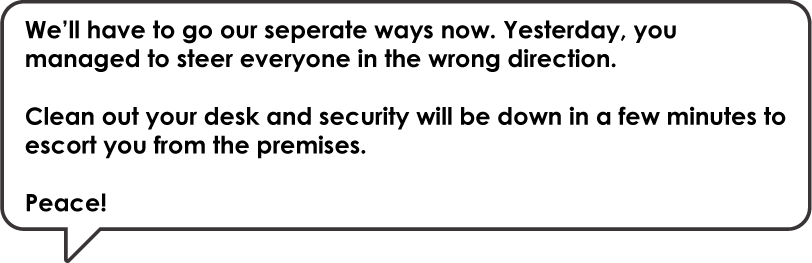 We’ll have to go our seperate ways now. Yesterday, you
managed to steer everyone in the wrong direction.
Clean out your desk and security will be down in a few minutes to
escort you from the premises.
Peace!